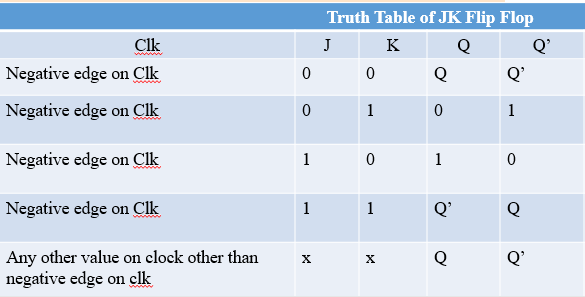 Truth Table of JK Flip Flop
Clk J K Q Q’
Negative edge on Clk 0 0 Q Q’
Negative edge on Clk 0 1 0 1
Negative edge on Clk 1 0 1 0
Negative edge on Clk 1 1 Q’ Q
Any other value on clock other than x x Q Q’
negative edge on clk